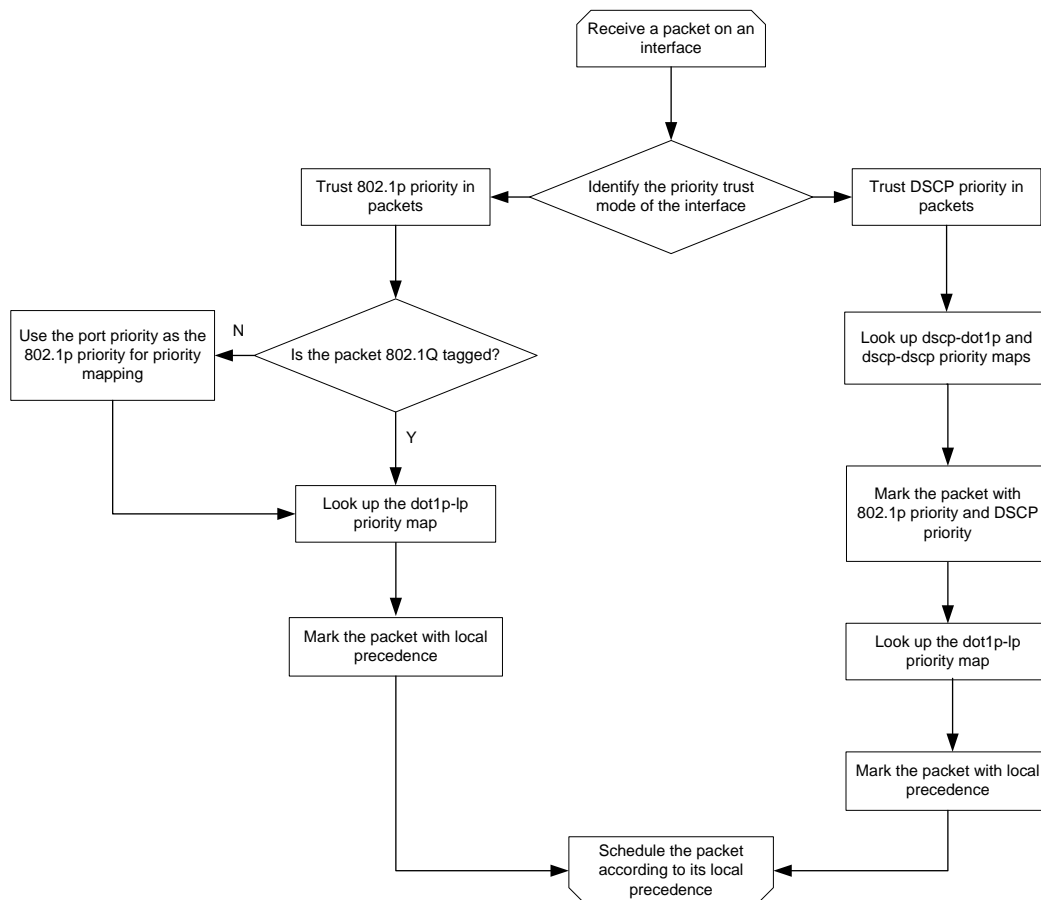 Receive a packet on an
interface
Identify the priority trust
mode of the interface
Trust 802.1p priority in
packets
Trust DSCP priority in
packets
Is the packet 802.1Q tagged?
N
Use the port priority as the
802.1p priority for priority
mapping
Y
Look up dscp-dot1p and
dscp-dscp priority maps
Look up the dot1p-lp
priority map
Mark the packet with
802.1p priority and DSCP
priority
Mark the packet with local
precedence
Look up the dot1p-lp
priority map
Mark the packet with local
precedence
Schedule the packet
according to its local
precedence